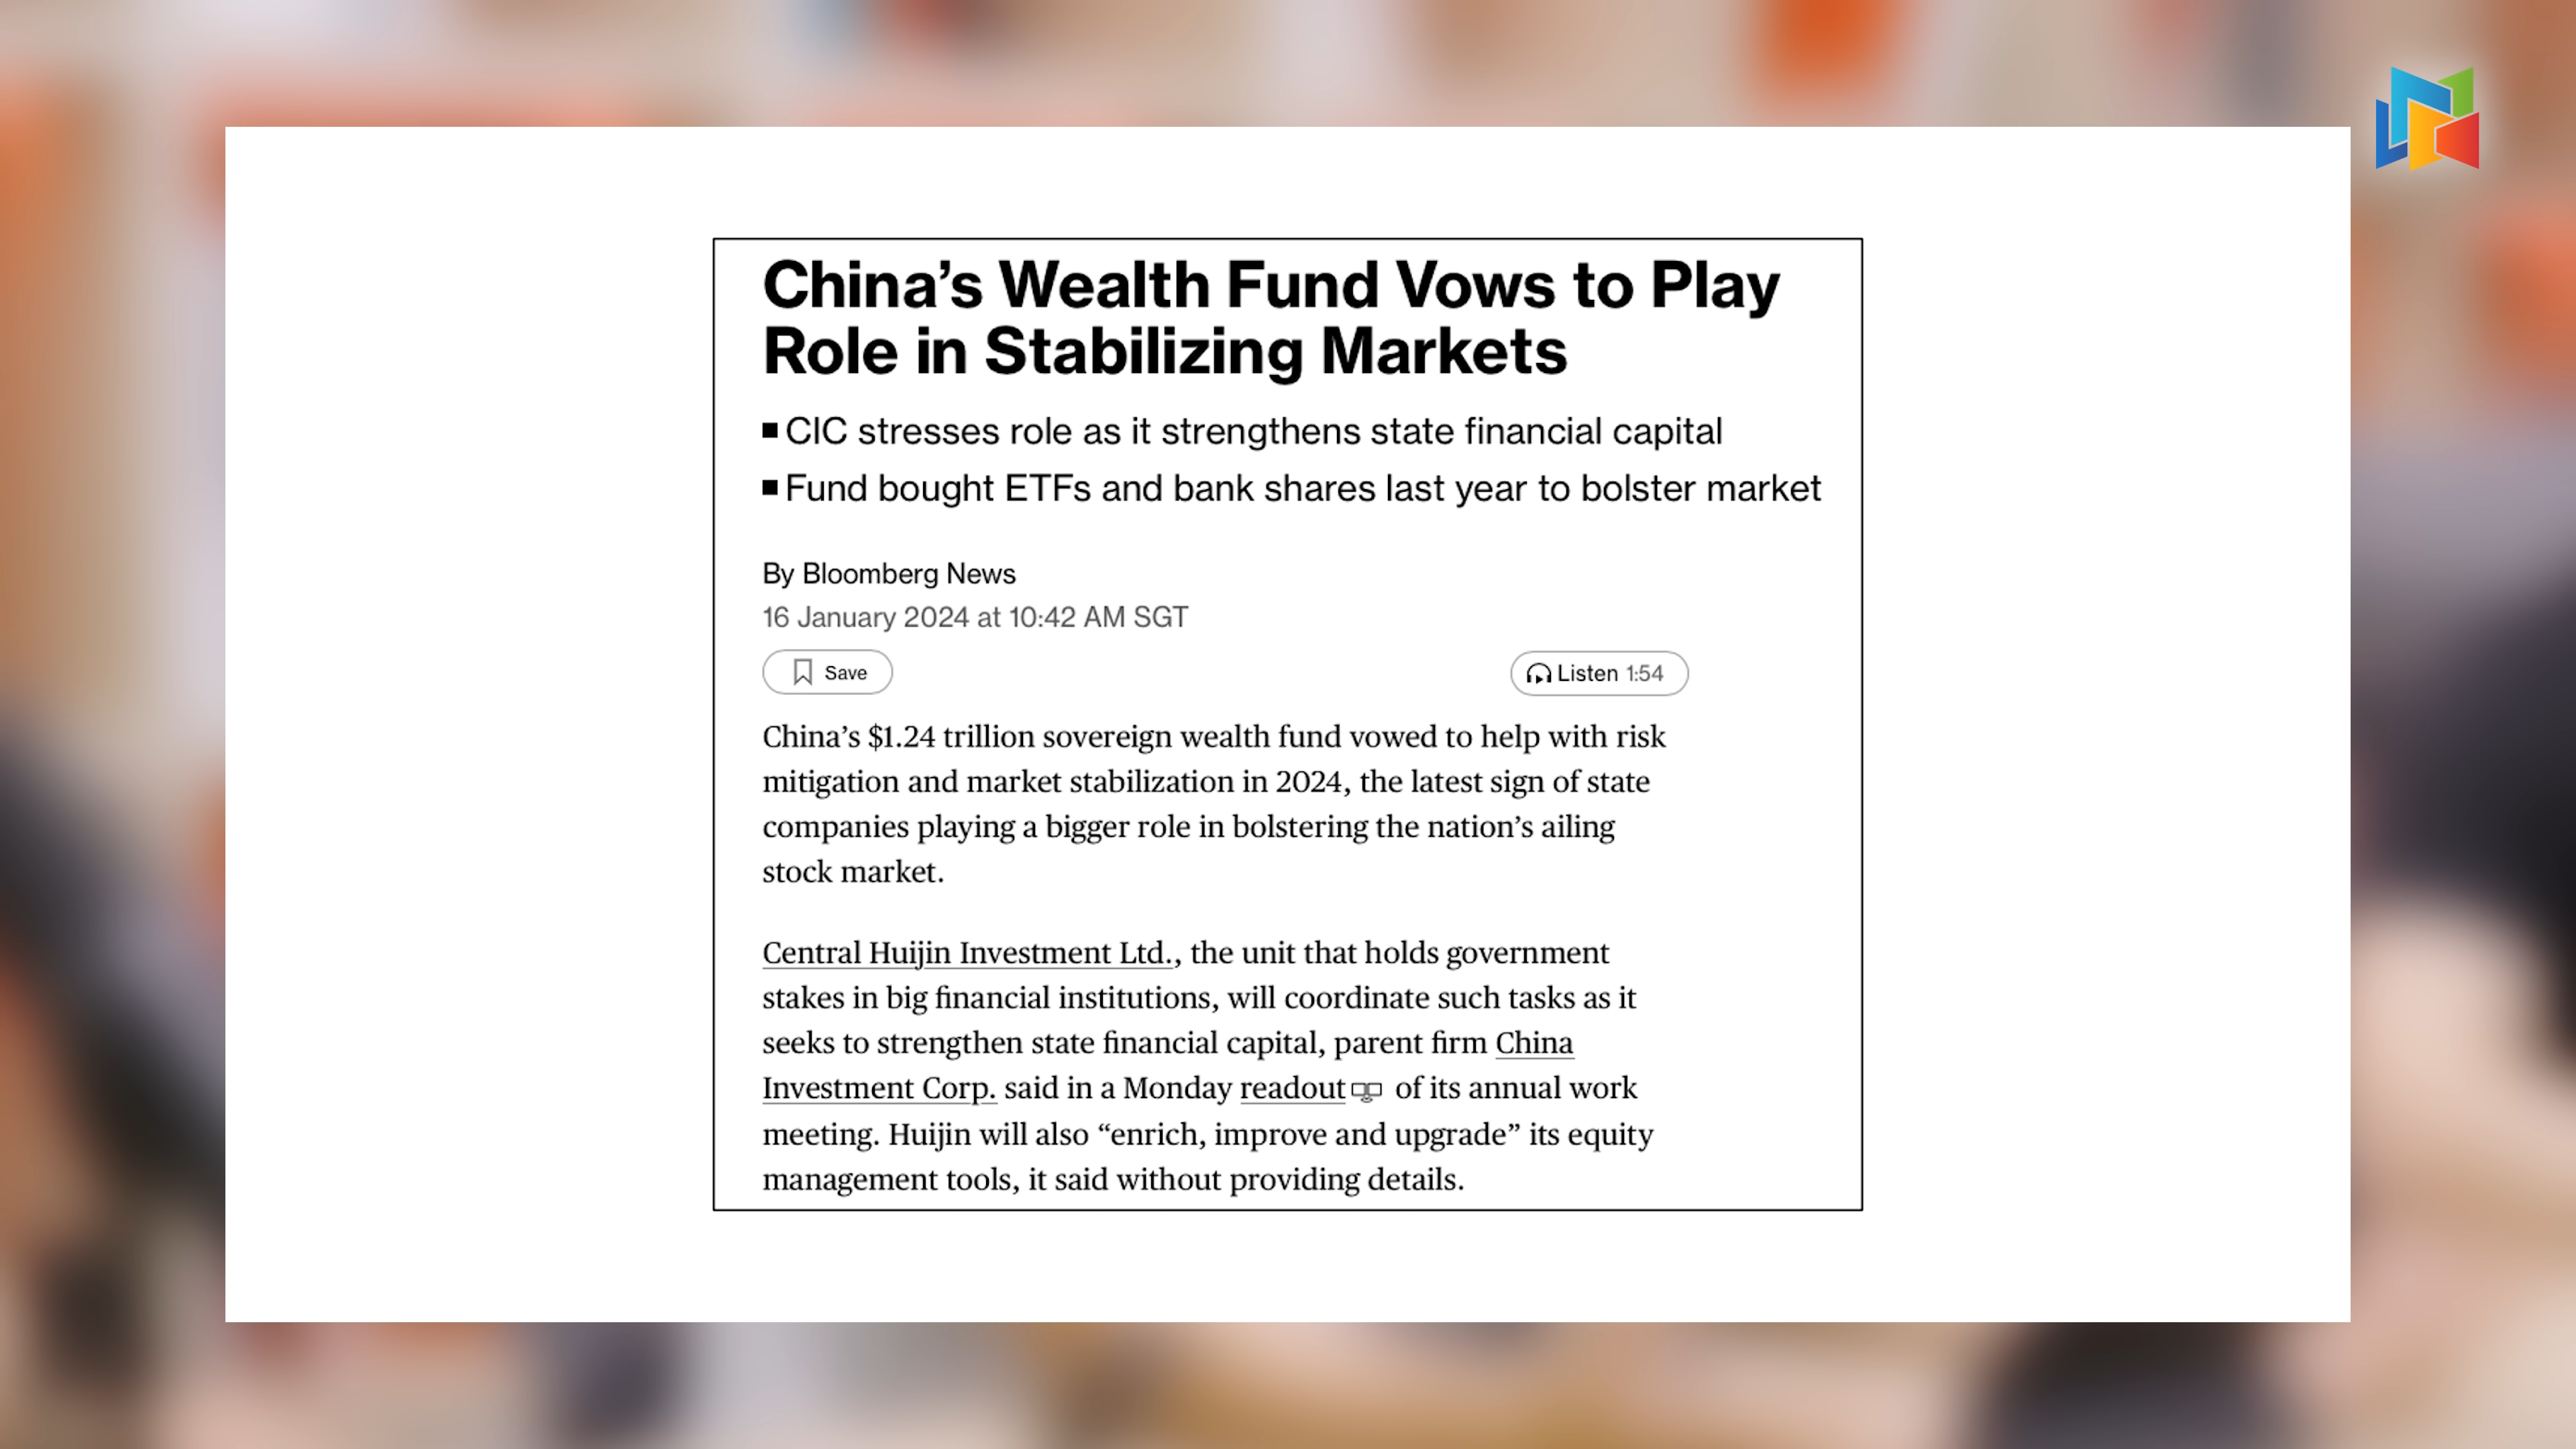 China’s Wealth Fund Vows to Play
Role in Stabilizing Markets
■ CIC stresses role as it strengthens state financial capital
■ Fund bought ETFs and bank shares last year to bolster market
By Bloomberg News
16 January 2024 at 10:42 AM SGT
Save
Listen 1:54
China’s $1.24 trillion sovereign wealth fund vowed to help with risk
mitigation and market stabilization in 2024, the latest sign of state
companies playing a bigger role in bolstering the nation’s ailing
stock market.
Central Huijin Investment Ltd., the unit that holds government
stakes in big financial institutions, will coordinate such tasks as it
seeks to strengthen state financial capital, parent firm China
Investment Corp. said in a Monday readout of its annual work
meeting. Huijin will also “enrich, improve and upgrade” its equity
management tools, it said without providing details.